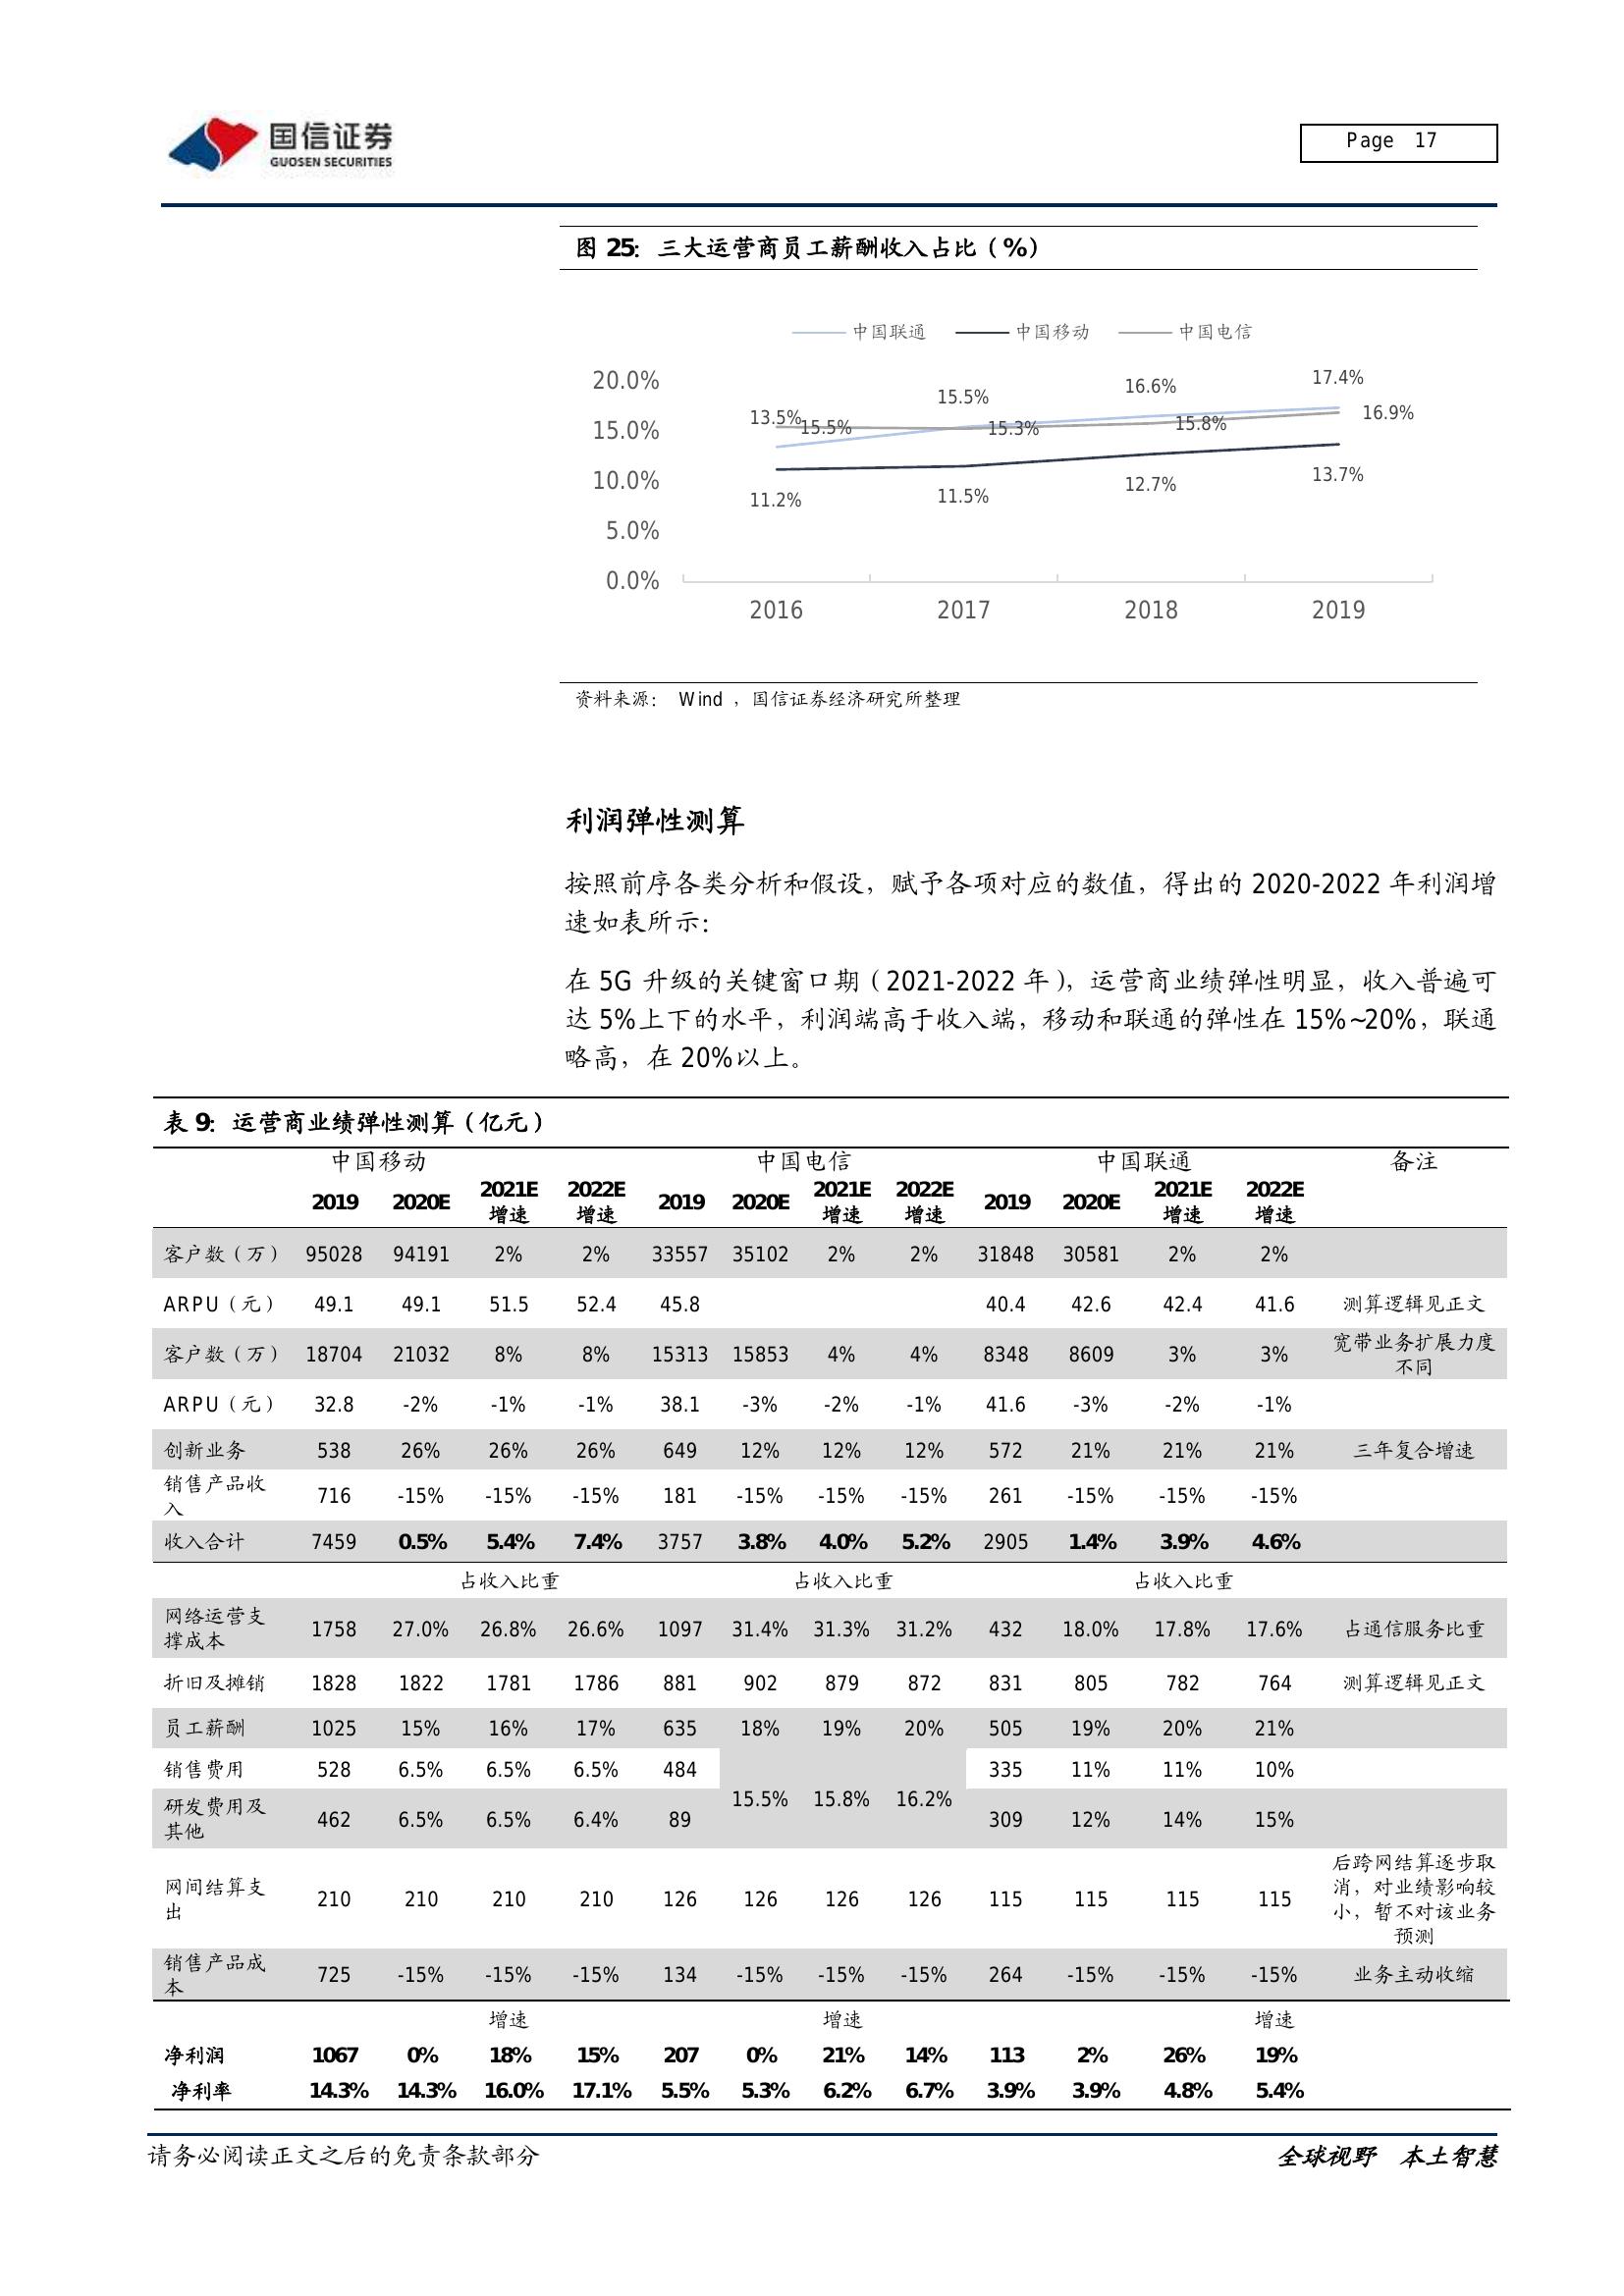 国信证券
GUOSEN SECURITIES
Page 17
图 25：三大运营商员工薪酬收入占比（%）
中国联通 中国移动 中国电信
20.0%
15.0%
10.0%
5.0%
0.0%
13.5% 15.5% 16.6% 17.4%
15.5% 15.3% 15.8% 16.9%
11.2% 11.5% 12.7% 13.7%
2016 2017 2018 2019
资料来源： Wind ，国信证券经济研究所整理
利润弹性测算
按照前序各类分析和假设，赋予各项对应的数值，得出的 2020-2022 年利润增
速如表所示：
在 5G 升级的关键窗口期（2021-2022 年），运营商业绩弹性明显，收入普遍可
达 5%上下的水平，利润端高于收入端，移动和联通的弹性在 15%~20%，联通
略高，在 20%以上。
表 9：运营商业绩弹性测算（亿元）
中国移动 中国电信 中国联通 备注
2019 2020E 2021E 增速 2022E 增速 2019 2020E 2021E 增速 2022E 增速 2019 2020E 2021E 增速 2022E 增速
客户数（万） 95028 94191 2% 2% 33557 35102 2% 2% 31848 30581 2% 2%
ARPU（元） 49.1 49.1 51.5 52.4 45.8 40.4 42.6 42.4 41.6 测算逻辑见正文
客户数（万） 18704 21032 8% 8% 15313 15853 4% 4% 8348 8609 3% 3% 宽带业务扩展力度不同
ARPU（元） 32.8 -2% -1% -1% 38.1 -3% -2% -1% 41.6 -3% -2% -1%
创新业务 538 26% 26% 26% 649 12% 12% 12% 572 21% 21% 21% 三年复合增速
销售产品收入 716 -15% -15% -15% 181 -15% -15% -15% 261 -15% -15% -15%
收入合计 7459 0.5% 5.4% 7.4% 3757 3.8% 4.0% 5.2% 2905 1.4% 3.9% 4.6%
占收入比重 占收入比重 占收入比重
网络运营支撑成本 1758 27.0% 26.8% 26.6% 1097 31.4% 31.3% 31.2% 432 18.0% 17.8% 17.6% 占通信服务比重
折旧及摊销 1828 1822 1781 1786 881 902 879 872 831 805 782 764 测算逻辑见正文
员工薪酬 1025 15% 16% 17% 635 18% 19% 20% 505 19% 20% 21%
销售费用 528 6.5% 6.5% 6.5% 484 335 11% 11% 10%
15.5% 15.8% 16.2%
研发费用及其他 462 6.5% 6.5% 6.4% 89 309 12% 14% 15%
网间结算支出 210 210 210 210 126 126 126 126 115 115 115 115 后跨网结算逐步取消，对业绩影响较小，暂不对该业务预测
销售产品成本 725 -15% -15% -15% 134 -15% -15% -15% 264 -15% -15% -15% 业务主动收缩
增速 增速 增速
净利润 1067 0% 18% 15% 207 0% 21% 14% 113 2% 26% 19%
净利率 14.3% 14.3% 16.0% 17.1% 5.5% 5.3% 6.2% 6.7% 3.9% 3.9% 4.8% 5.4%
请务必阅读正文之后的免责条款部分
全球视野 本土智慧